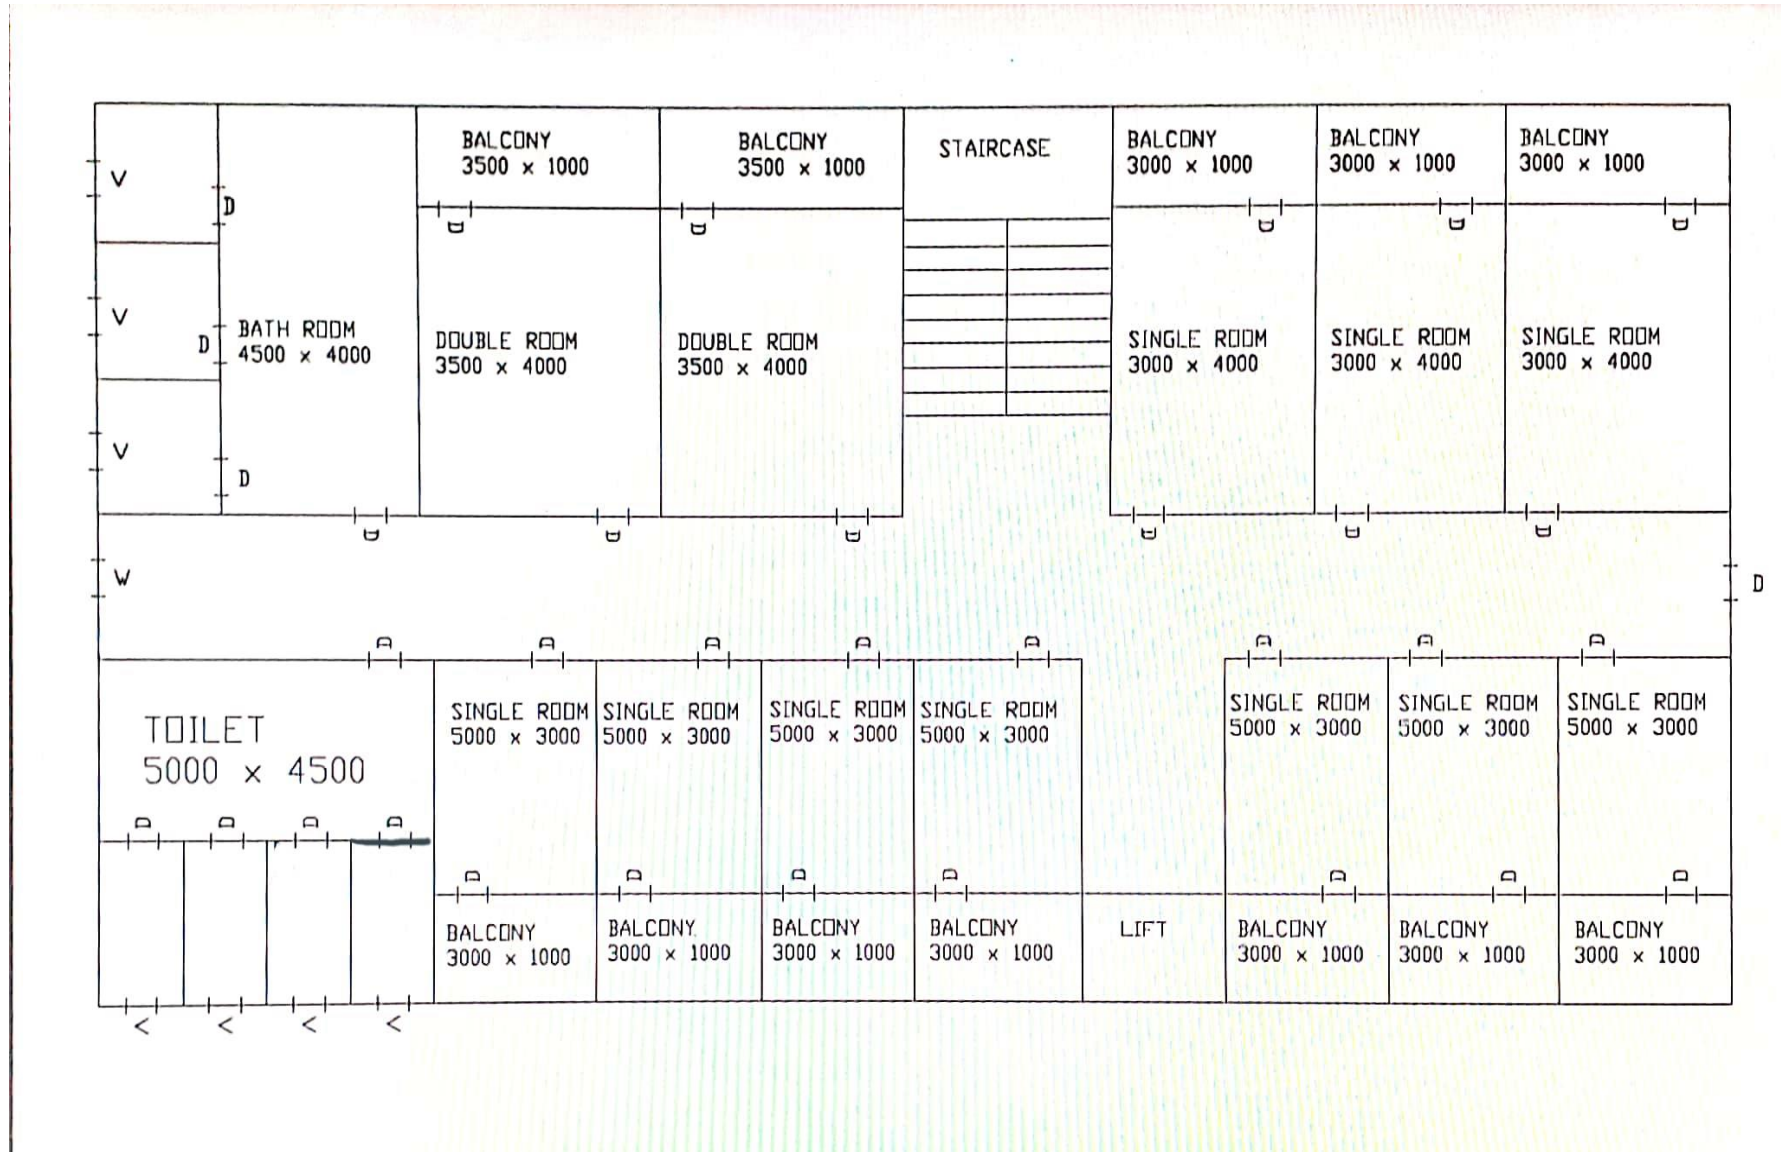 BALCONY
3500 x 1000
BALCONY
3500 x 1000
STAIRCASE
BALCONY
3000 x 1000
BALCONY
3000 x 1000
BALCONY
3000 x 1000
V
D
D
D
D
D
D
V
D
BATH ROOM
4500 x 4000
DOUBLE ROOM
3500 x 4000
DOUBLE ROOM
3500 x 4000
SINGLE ROOM
3000 x 4000
SINGLE ROOM
3000 x 4000
SINGLE ROOM
3000 x 4000
V
D
D
D
D
D
D
D
W
D
D
D
D
D
D
D
D
D
TOILET
5000 x 4500
SINGLE ROOM
5000 x 3000
SINGLE ROOM
5000 x 3000
SINGLE ROOM
5000 x 3000
SINGLE ROOM
5000 x 3000
SINGLE ROOM
5000 x 3000
SINGLE ROOM
5000 x 3000
SINGLE ROOM
5000 x 3000
D
D
D
D
D
D
D
D
D
D
D
BALCONY
3000 x 1000
BALCONY
3000 x 1000
BALCONY
3000 x 1000
BALCONY
3000 x 1000
LIFT
BALCONY
3000 x 1000
BALCONY
3000 x 1000
BALCONY
3000 x 1000
V
V
V
V